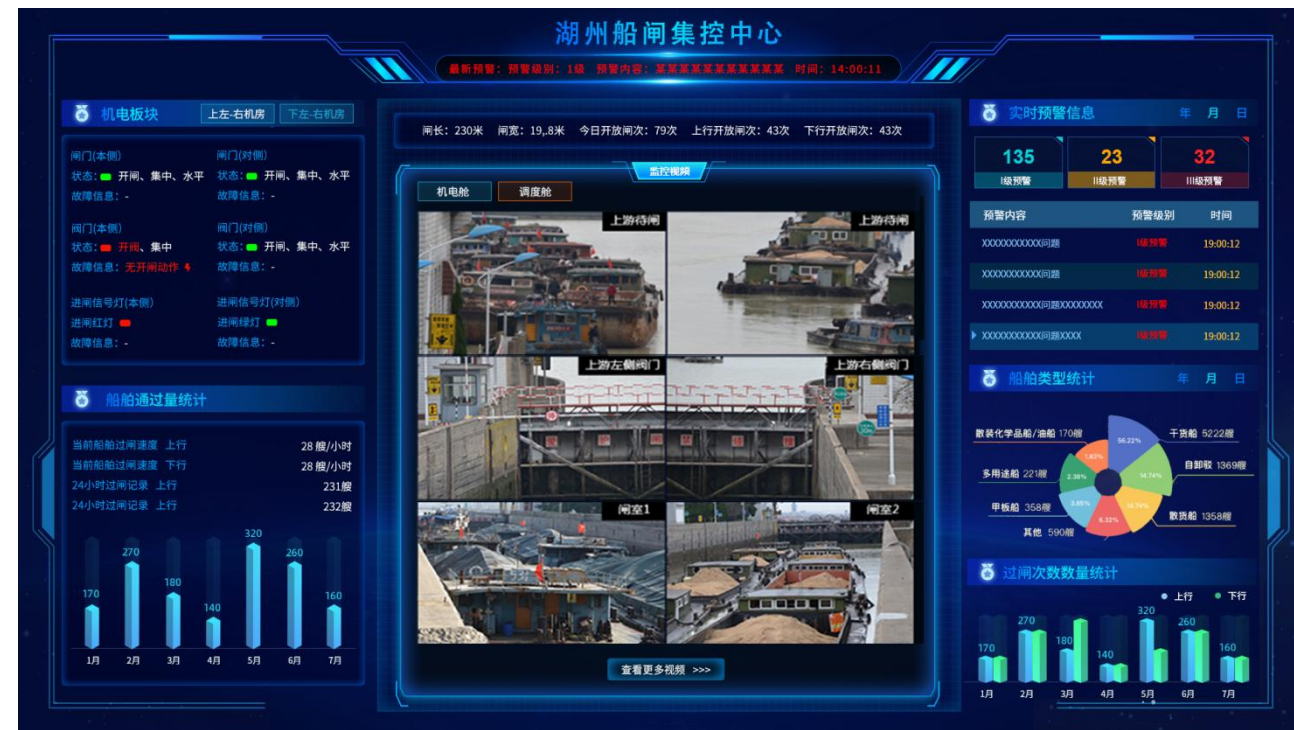 湖州船闸集控中心
最新预警：预警级别：1级 预警内容：某某某某某某某某某某某 时间：14:00:11
机电板块
上左-右机房
下左-右机房
闸门(本侧)
闸门(对侧)
状态： 开闸、集中、水平
状态： 开闸、集中、水平
故障信息：-
故障信息：-
阀门(本侧)
阀门(对侧)
状态： 开阀、集中
状态： 开闸、集中、水平
故障信息：无开闸动作
故障信息：-
进闸信号灯(本侧)
进闸信号灯(对侧)
进闸红灯
进闸绿灯
故障信息：-
故障信息：-
船舶通过量统计
当前船舶过闸速度 上行 28 艘/小时
当前船舶过闸速度 下行 28 艘/小时
24小时过闸记录 上行 231艘
24小时过闸记录 上行 232艘
320
270
260
180
170
160
140
1月 2月 3月 4月 5月 6月 7月
闸长：230米 闸宽：19,.8米 今日开放闸次：79次 上行开放闸次：43次 下行开放闸次：43次
监控视频
机电舱
调度舱
上游待闸
上游待闸
上游左侧阀门
上游右侧阀门
闸室1
闸室2
查看更多视频 >>>
实时预警信息
年 月 日
135
23
32
I级预警
II级预警
III级预警
预警内容 预警级别 时间
XXXXXXXXXXX问题 I级预警 19:00:12
XXXXXXXXXXX问题 I级预警 19:00:12
XXXXXXXXXXX问题XXXXXXXX I级预警 19:00:12
XXXXXXXXXXX问题XXXX I级预警 19:00:12
船舶类型统计
年 月 日
散装化学品船/油船 170艘
干货船 5222艘
56.22%
1.83%
自卸驳 1369艘
多用途船 221艘
2.38%
14.74%
甲板船 358艘
3.85%
14.74%
散货船 1358艘
6.32%
其他 590艘
过闸次数数量统计
上行 下行
320
270
260
180
170
160
140
1月 2月 3月 4月 5月 6月 7月